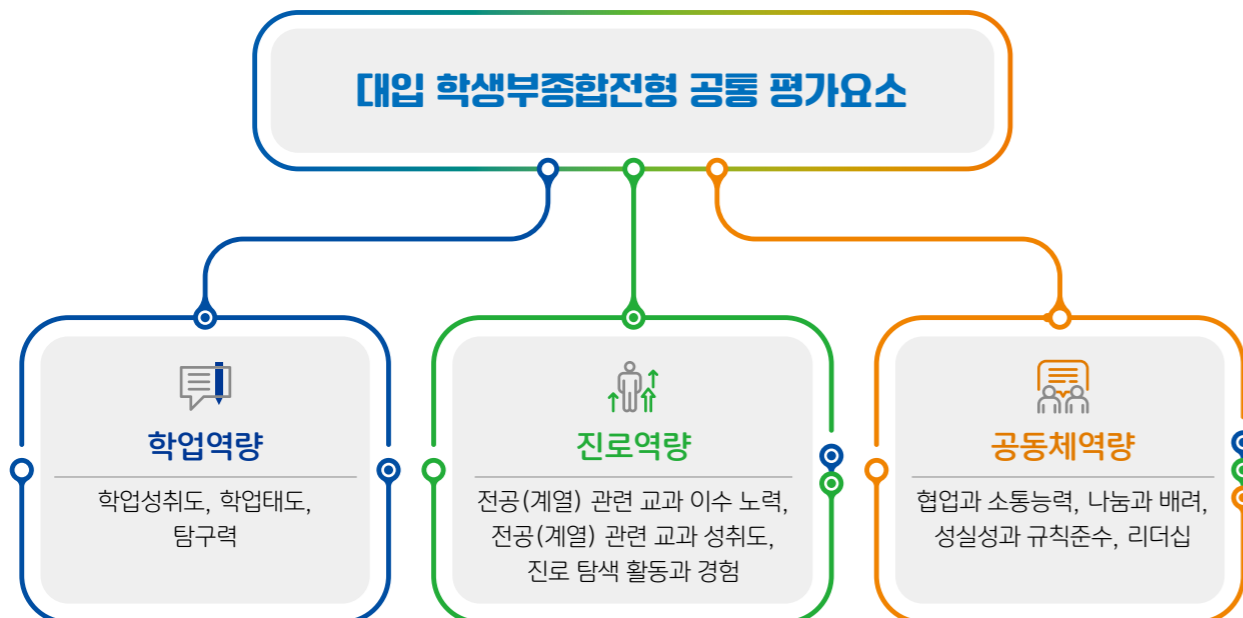 대입 학생부종합전형 공통 평가요소
학업역량
학업성취도, 학업태도,
탐구력
진로역량
전공(계열) 관련 교과 이수 노력,
전공(계열) 관련 교과 성취도,
진로 탐색 활동과 경험
공동체역량
협업과 소통능력, 나눔과 배려,
성실성과 규칙준수, 리더십